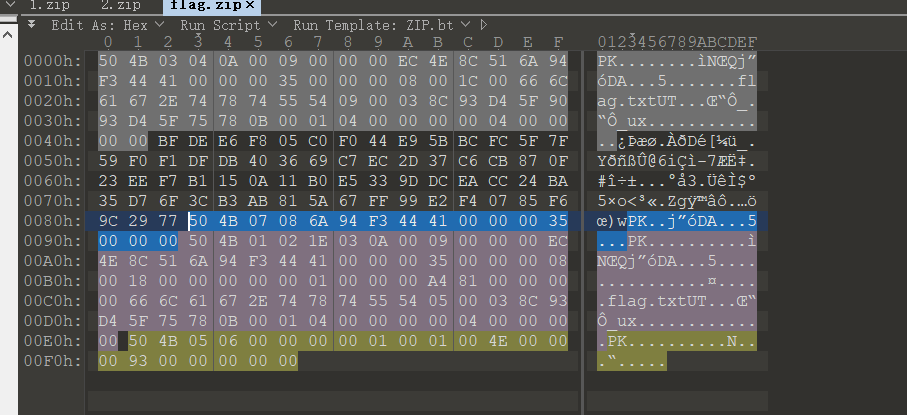 1.zip 2.zip flag.zip ×
Edit As: Hex Run Script Run Template: ZIP.bt
0 1 2 3 4 5 6 7 8 9 A B C D E F 0123456789ABCDEF
0000h: 50 4B 03 04 0A 00 09 00 00 00 EC 4E 8C 51 6A 94 PK........ìNŒQj”
0010h: F3 44 41 00 00 00 35 00 00 00 08 00 1C 00 66 6C óDA...5.......fl
0020h: 61 67 2E 74 78 74 55 54 09 00 03 8C 93 D4 5F 90 ag.txtUT...Œ“Ô_.
0030h: 93 D4 5F 75 78 0B 00 01 04 00 00 00 00 04 00 00 “Ô_ux...........
0040h: 00 00 BF DE E6 F8 05 C0 F0 44 E9 5B BC FC 5F 7F ..¿Þæø.ÀðDé[¼ü_.
0050h: 59 F0 F1 DF DB 40 36 69 C7 EC 2D 37 C6 CB 87 0F YðñßÛ@6iÇì-7ÆË‡.
0060h: 23 EE F7 B1 15 0A 11 B0 E5 33 9D DC EA CC 24 BA #î÷±...°å3.ÜêÌ$º
0070h: 35 D7 6F 3C B3 AB 81 5A 67 FF 99 E2 F4 07 85 F6 5×o<³«.Zgÿ™âô.…ö
0080h: 9C 29 77 50 4B 07 08 6A 94 F3 44 41 00 00 00 35 œ)wPK..j”óDA...5
0090h: 00 00 00 50 4B 01 02 1E 03 0A 00 09 00 00 00 EC ...PK..........ì
00A0h: 4E 8C 51 6A 94 F3 44 41 00 00 00 35 00 00 00 08 NŒQj”óDA...5....
00B0h: 00 18 00 00 00 00 00 00 00 00 00 A4 81 00 00 00 ...........¤....
00C0h: 00 66 6C 61 67 2E 74 78 74 55 54 05 00 03 8C 93 .flag.txtUT...Œ“
00D0h: D4 5F 75 78 0B 00 01 04 00 00 00 00 04 00 00 00 Ô_ux............
00E0h: 00 50 4B 05 06 00 00 00 00 01 00 01 00 4E 00 00 .PK..........N..
00F0h: 00 93 00 00 00 00 00 .“.....